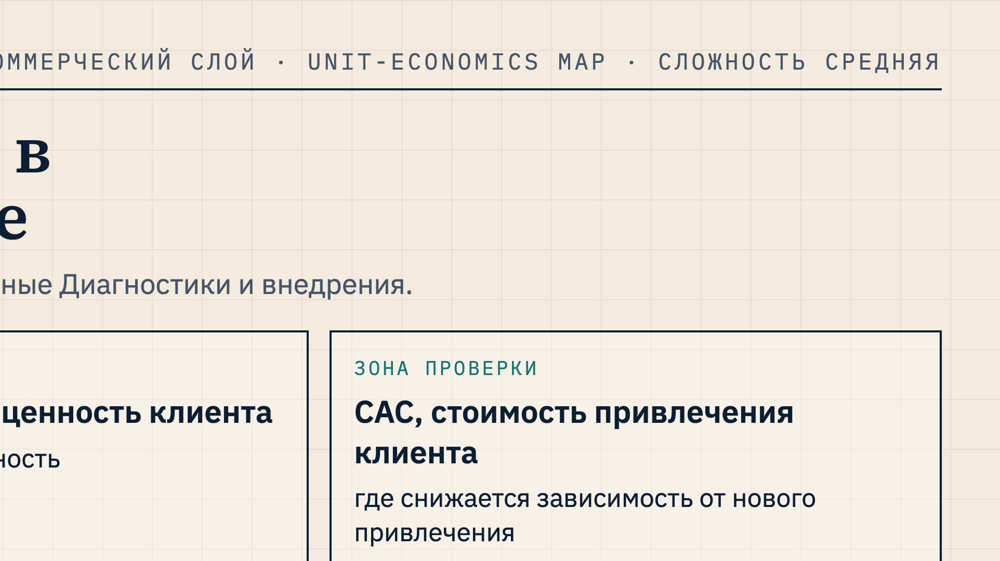 ОММЕРЧЕСКИЙ СЛОЙ · UNIT-ECONOMICS MAP · СЛОЖНОСТЬ СРЕДНЯЯ
в
е
ные Диагностики и внедрения.
ценность клиента
ность
ЗОНА ПРОВЕРКИ
CAC, стоимость привлечения
клиента
где снижается зависимость от нового
привлечения